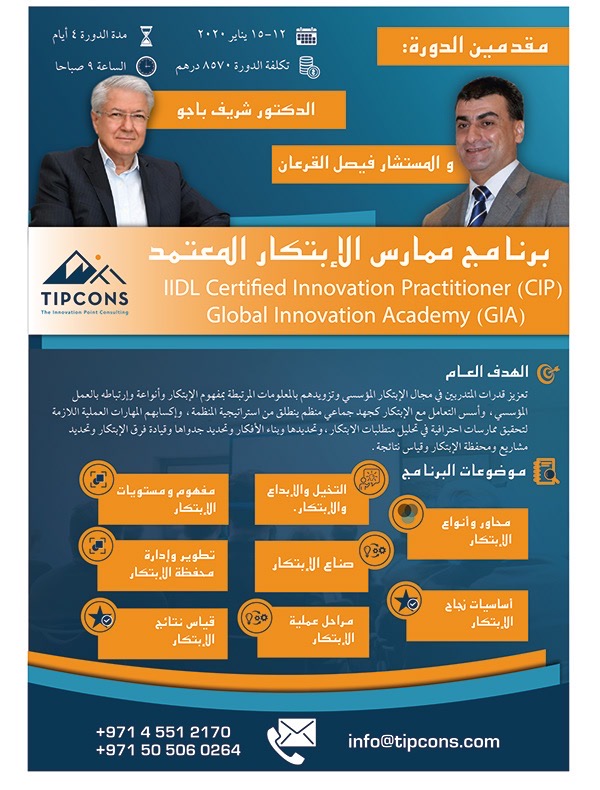 مقدمين الدورة:
١٢-١٥ يناير ٢٠٢٠
مدة الدورة ٤ أيام
تكلفة الدورة ٨٥٧٠ درهم
الساعة ٩ صباحا
الدكتور شريف باجو
و المستشار فيصل القرعان
برنامج ممارس الإبتكار المعتمد
IIDL Certified Innovation Practitioner (CIP)
Global Innovation Academy (GIA)
TIPCONS
The Innovation Point Consulting
الهدف العام
تعزيز قدرات المتدربين في مجال الإبتكار المؤسسي وتزويدهم بالمعلومات المرتبطة بمفهوم الإبتكار وأنواعة وإرتباطه بالعمل
المؤسسي، وأسس التعامل مع الإبتكار كجهد جماعي منظم ينطلق من استراتيجية المنظمة، وإكسابهم المهارات العملية اللازمة
لتحقيق ممارسات احترافية في تحليل متطلبات الابتكار، وتحديدها وبناء الأفكار وتحديد جدواها وقيادة فرق الإبتكار وتحديد
مشاريع ومحفظة الإبتكار وقياس نتائجة.
موضوعات البرنامج
محاور وأنواع
الإبتكار
التخيل والإبداع
والإبتكار.
مفهوم ومستويات
الإبتكار
صناع الإبتكار
تطوير وإدارة
محفظة الابتكار
أساسيات نجاح
الإبتكار
مراحل عملية
الإبتكار
قياس نتائج
الإبتكار
+971 4 551 2170
+971 50 506 0264
info@tipcons.com